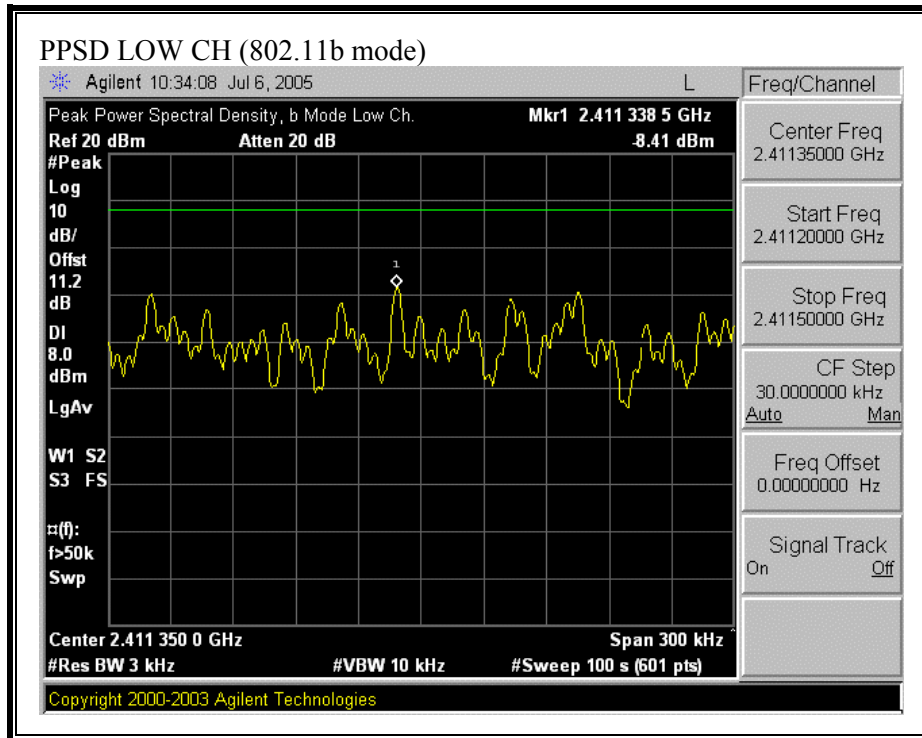 PPSD LOW CH (802.11b mode)
Agilent 10:34:08 Jul 6, 2005 L
Freq/Channel
Peak Power Spectral Density, b Mode Low Ch. Mkr1 2.411 338 5 GHz
Ref 20 dBm Atten 20 dB -8.41 dBm
#Peak
Log
10
dB/
Offst
11.2
dB
DI
8.0
dBm
LgAv
W1 S2
S3 FS
¤(f):
f>50k
Swp
1
Center 2.411 350 0 GHz Span 300 kHz
#Res BW 3 kHz #VBW 10 kHz #Sweep 100 s (601 pts)
Copyright 2000-2003 Agilent Technologies
Center Freq
2.41135000 GHz
Start Freq
2.41120000 GHz
Stop Freq
2.41150000 GHz
CF Step
30.0000000 kHz
Auto Man
Freq Offset
0.00000000 Hz
Signal Track
On Off